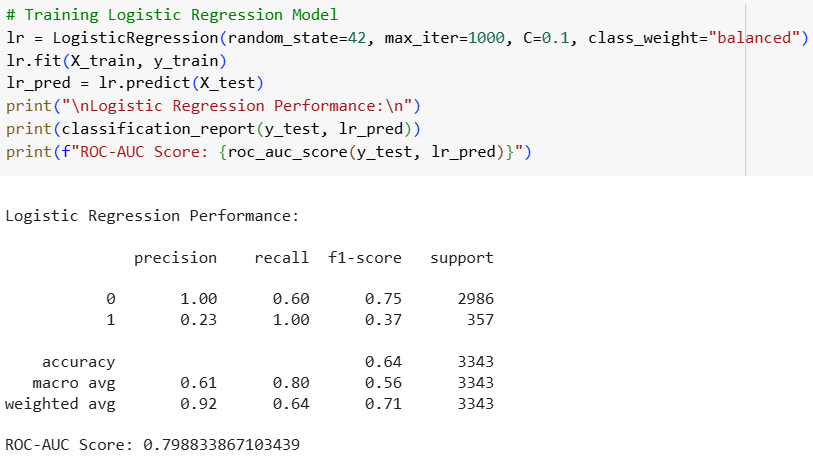 # Training Logistic Regression Model
lr = LogisticRegression(random_state=42, max_iter=1000, C=0.1, class_weight="balanced")
lr.fit(X_train, y_train)
lr_pred = lr.predict(X_test)
print("\nLogistic Regression Performance:\n")
print(classification_report(y_test, lr_pred))
print(f"ROC-AUC Score: {roc_auc_score(y_test, lr_pred)}")
Logistic Regression Performance:
precision recall f1-score support
0 1.00 0.60 0.75 2986
1 0.23 1.00 0.37 357
accuracy 0.64 3343
macro avg 0.61 0.80 0.56 3343
weighted avg 0.92 0.64 0.71 3343
ROC-AUC Score: 0.798833867103439